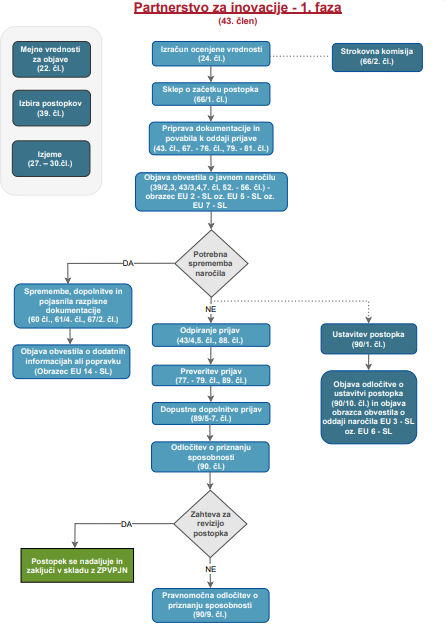 Partnerstvo za inovacije - 1. faza
(43. člen)
Mejne vrednosti
za objave
(22. čl.)
Izbira postopkov
(39. čl.)
Izjeme
(27. – 30.čl.)
Izračun ocenjene vrednosti
(24. čl.)
Strokovna komisija
(66/2. čl.)
Sklep o začetku postopka
(66/1. čl.)
Priprava dokumentacije in
povabila k oddaji prijave
(43. čl., 67. - 76. čl., 79. - 81. čl.)
Objava obvestila o javnem naročilu
(39/2,3, 43/3,4,7. čl, 52. - 56. čl.) -
obrazec EU 2 - SL oz. EU 5 - SL oz.
EU 7 - SL
Potrebna
sprememba
naročila
DA
NE
Spremembe, dopolnitve in
pojasnila razpisne
dokumentacije
(60 čl., 61/4. čl., 67/2. čl.)
Objava obvestila o dodatnih
informacijah ali popravku
(Obrazec EU 14 - SL)
Odpiranje prijav
(43/4,5. čl., 88. čl.)
Preveritev prijav
(77. - 79. čl., 89. čl.)
Dopustne dopolnitve prijav
(89/5-7. čl.)
Odločitev o priznanju
sposobnosti
(90. čl.)
Ustavitev postopka
(90/1. čl.)
Objava odločitve o
ustavitvi postopka
(90/10. čl.) in objava
obrazca obvestila o
oddaji naročila EU 3 - SL
oz. EU 6 - SL
Zahteva za
revizijo
postopka
DA
NE
Postopek se nadaljuje in
zaključi v skladu z ZPVPJN
Pravnomočna odločitev o
priznanju sposobnosti
(90/9. čl.)